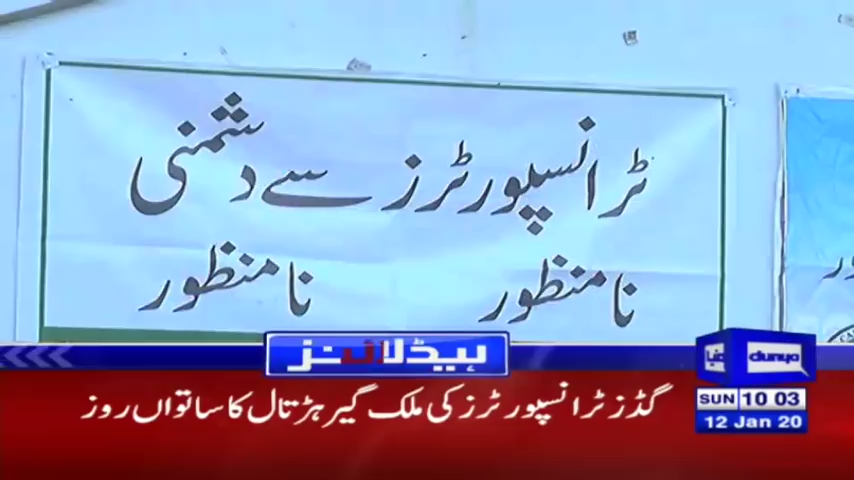 ٹرانسپورٹرز سے دشمنی
نامنظور نامنظور
ہیڈلائنز
دنیا dunya
گڈز ٹرانسپورٹرز کی ملک گیر ہڑتال کا ساتواں روز
SUN 10 03
12 Jan 20